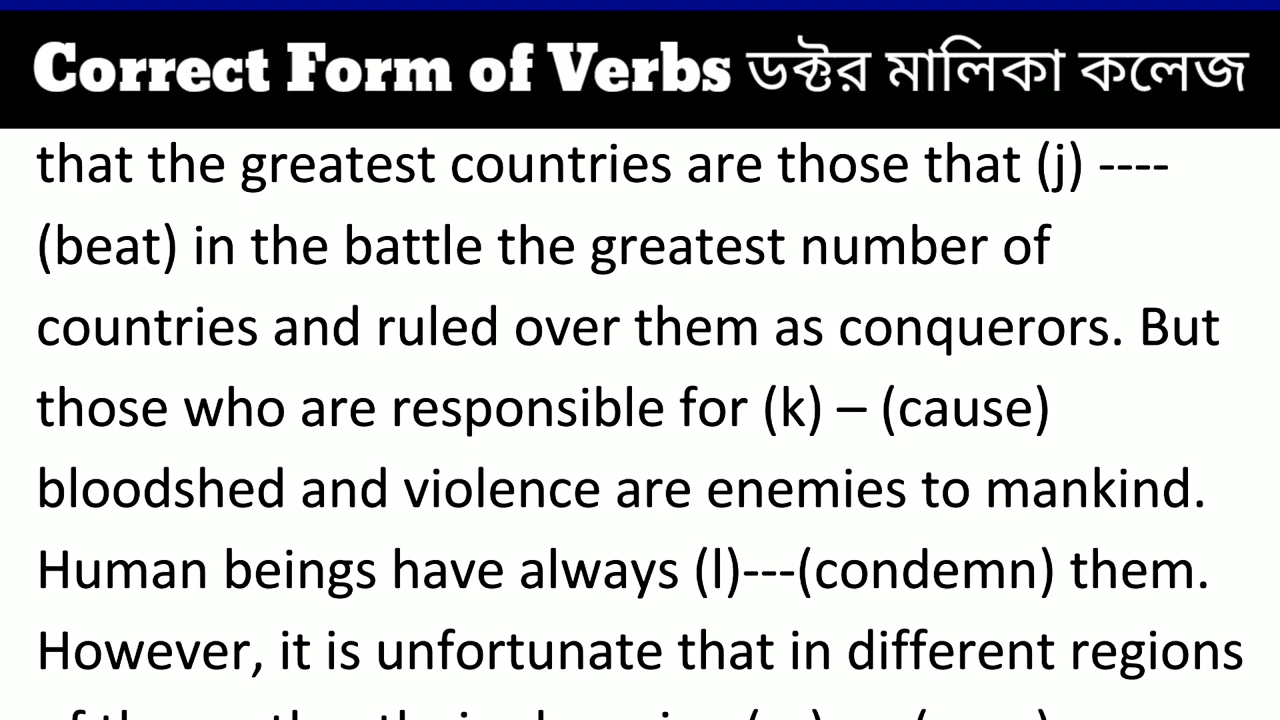 Correct Form of Verbs ডক্টর মালিকা কলেজ
that the greatest countries are those that (j) ----
(beat) in the battle the greatest number of
countries and ruled over them as conquerors. But
those who are responsible for (k) – (cause)
bloodshed and violence are enemies to mankind.
Human beings have always (l)---(condemn) them.
However, it is unfortunate that in different regions